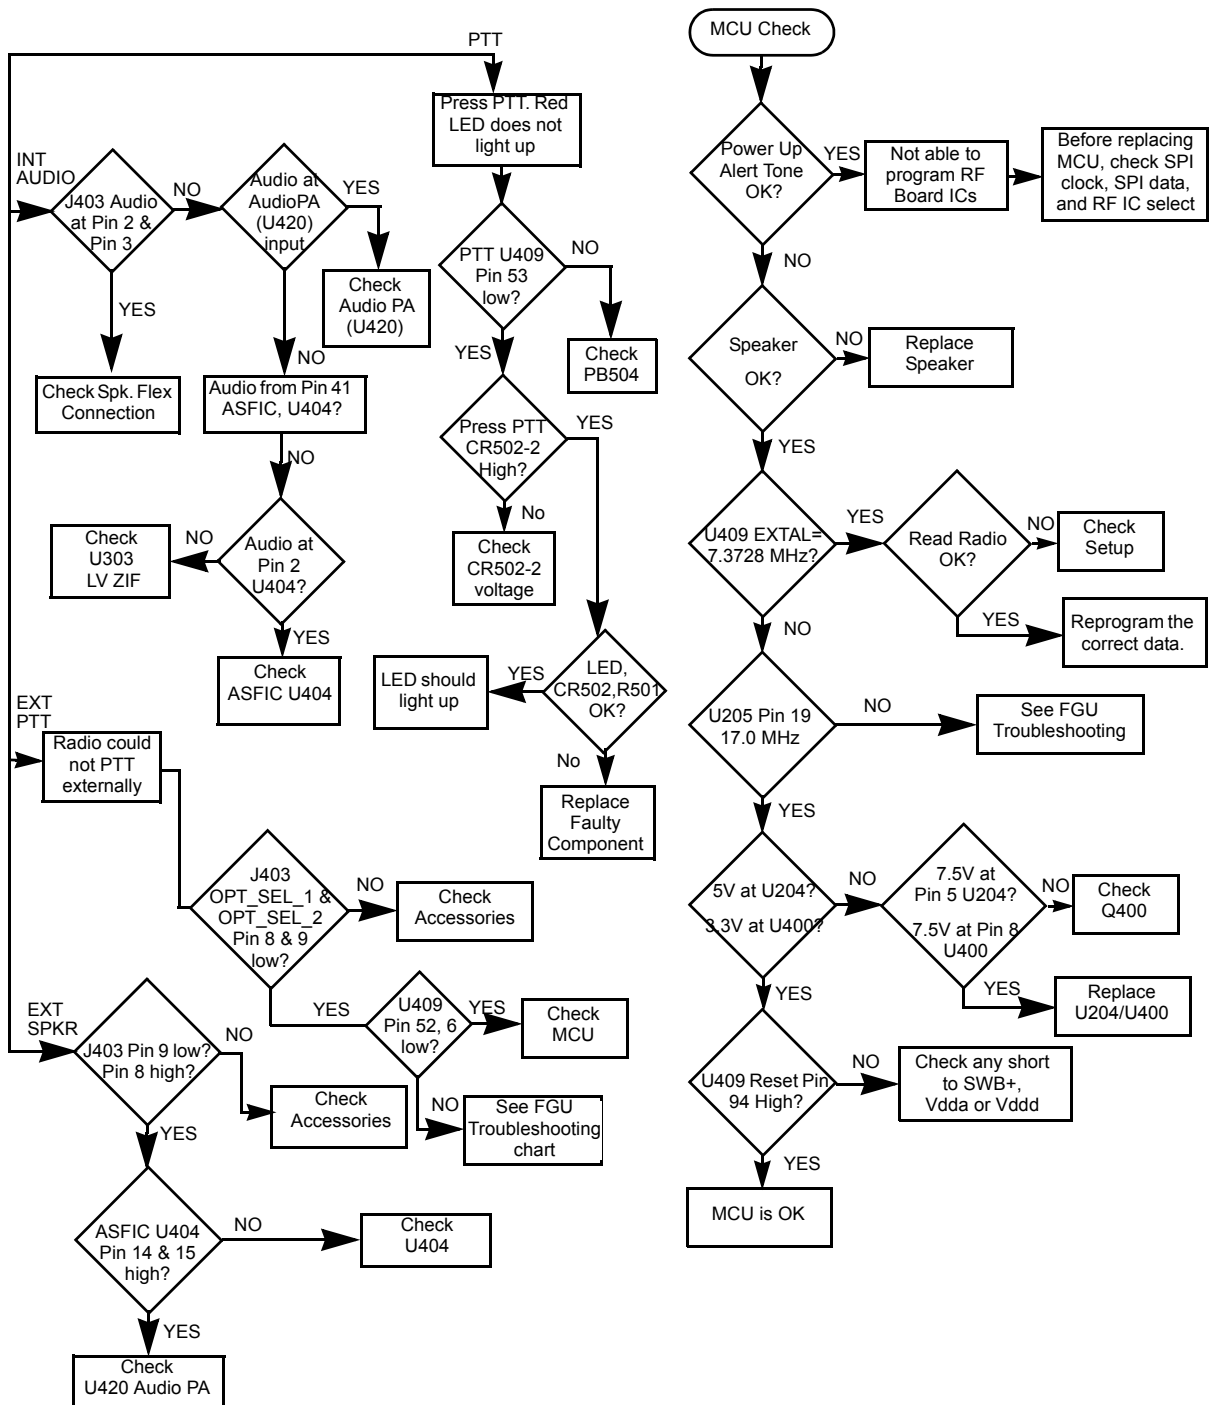 PTT
Press PTT. Red
LED does not
light up
INT
AUDIO
J403 Audio
at Pin 2 &
Pin 3
NO
Audio at
AudioPA
(U420)
input
YES
Check
Audio PA
(U420)
YES
Check Spk. Flex
Connection
NO
Audio from Pin 41
ASFIC, U404?
NO
Audio at
Pin 2
U404?
NO
Check
U303
LV ZIF
YES
Check
ASFIC U404
PTT U409
Pin 53
low?
NO
Check
PB504
YES
Press PTT
CR502-2
High?
YES
No
Check
CR502-2
voltage
LED,
CR502,R501
OK?
YES
LED should
light up
No
Replace
Faulty
Component
EXT
PTT
Radio could
not PTT
externally
J403
OPT_SEL_1 &
OPT_SEL_2
Pin 8 & 9
low?
NO
Check
Accessories
YES
U409
Pin 52, 6
low?
YES
Check
MCU
NO
See FGU
Troubleshooting
chart
EXT
SPKR
J403 Pin 9 low?
Pin 8 high?
NO
Check
Accessories
YES
ASFIC U404
Pin 14 & 15
high?
NO
Check
U404
YES
Check
U420 Audio PA
MCU Check
Power Up
Alert Tone
OK?
YES
Not able to
program RF
Board ICs
Before replacing
MCU, check SPI
clock, SPI data,
and RF IC select
NO
Speaker
OK?
NO
Replace
Speaker
YES
U409 EXTAL=
7.3728 MHz?
YES
Read Radio
OK?
NO
Check
Setup
YES
Reprogram the
correct data.
NO
U205 Pin 19
17.0 MHz
NO
See FGU
Troubleshooting
YES
5V at U204?
3.3V at U400?
NO
7.5V at
Pin 5 U204?
7.5V at Pin 8
U400
NO
Check
Q400
YES
Replace
U204/U400
YES
U409 Reset Pin
94 High?
NO
Check any short
to SWB+,
Vdda or Vddd
YES
MCU is OK